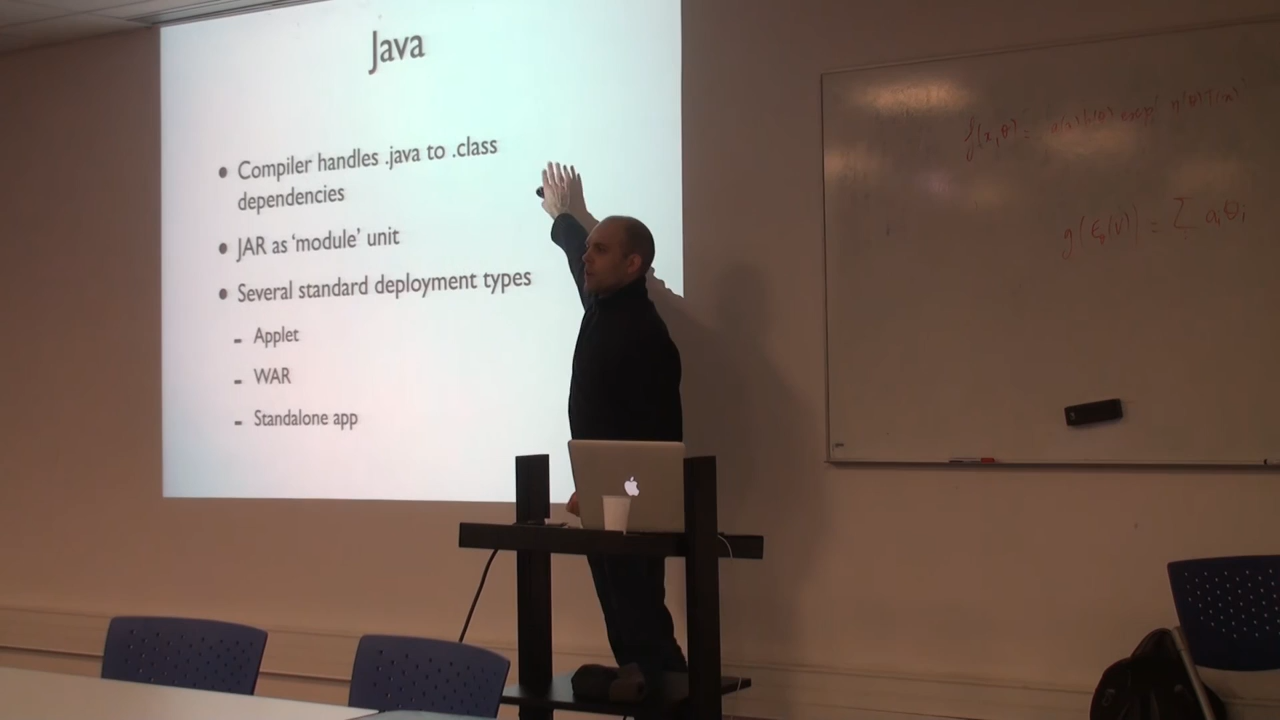 Java
• Compiler handles .java to .class
dependencies
• JAR as 'module' unit
• Several standard deployment types
- Applet
- WAR
- Standalone app
f(x, θ) =
= Σ aᵢθᵢ